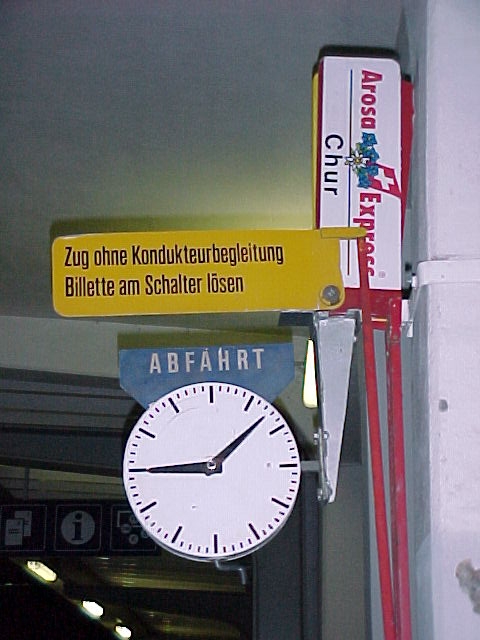 Arosa Express
Chur
Zug ohne Kondukteurbegleitung
Billette am Schalter lösen
ABFAHRT
i